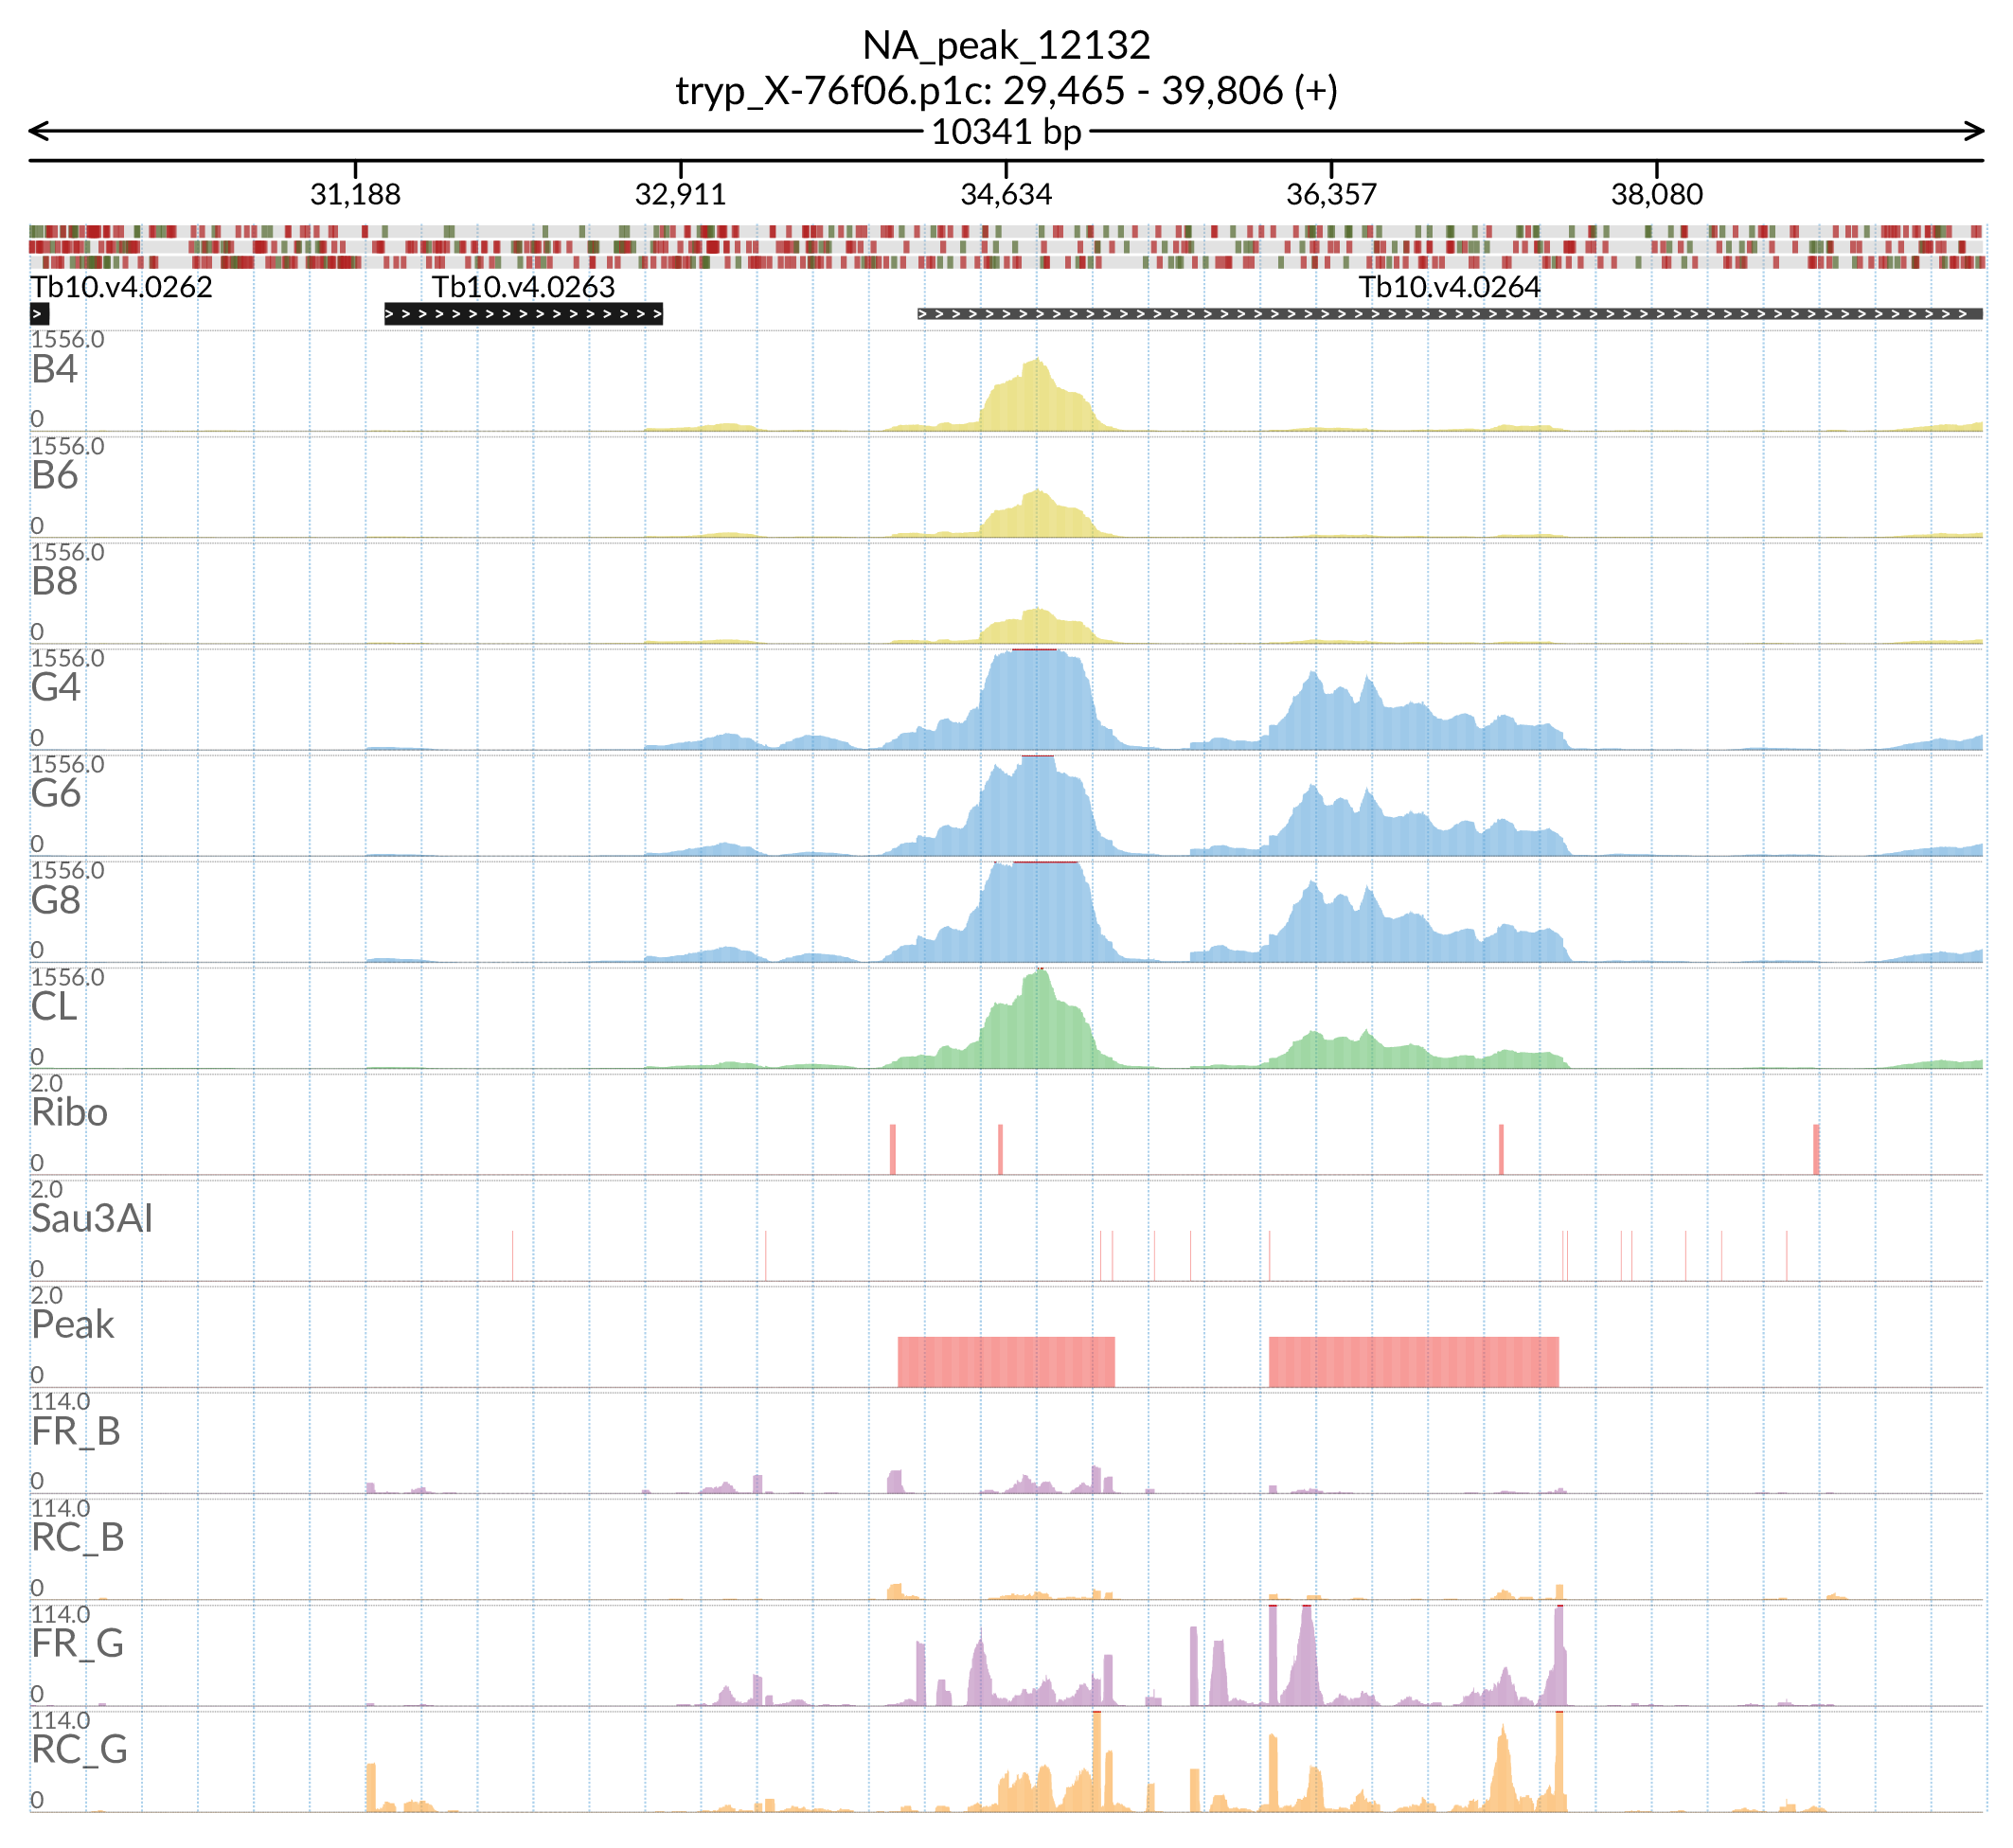 NA_peak_12132
tryp_X-76f06.p1c: 29,465 - 39,806 (+)
10341 bp
31,188 32,911 34,634 36,357 38,080
Tb10.v4.0262 Tb10.v4.0263 Tb10.v4.0264
1556.0
B4
0
1556.0
B6
0
1556.0
B8
0
1556.0
G4
0
1556.0
G6
0
1556.0
G8
0
1556.0
CL
0
2.0
Ribo
0
2.0
Sau3AI
0
2.0
Peak
0
114.0
FR_B
0
114.0
RC_B
0
114.0
FR_G
0
114.0
RC_G
0